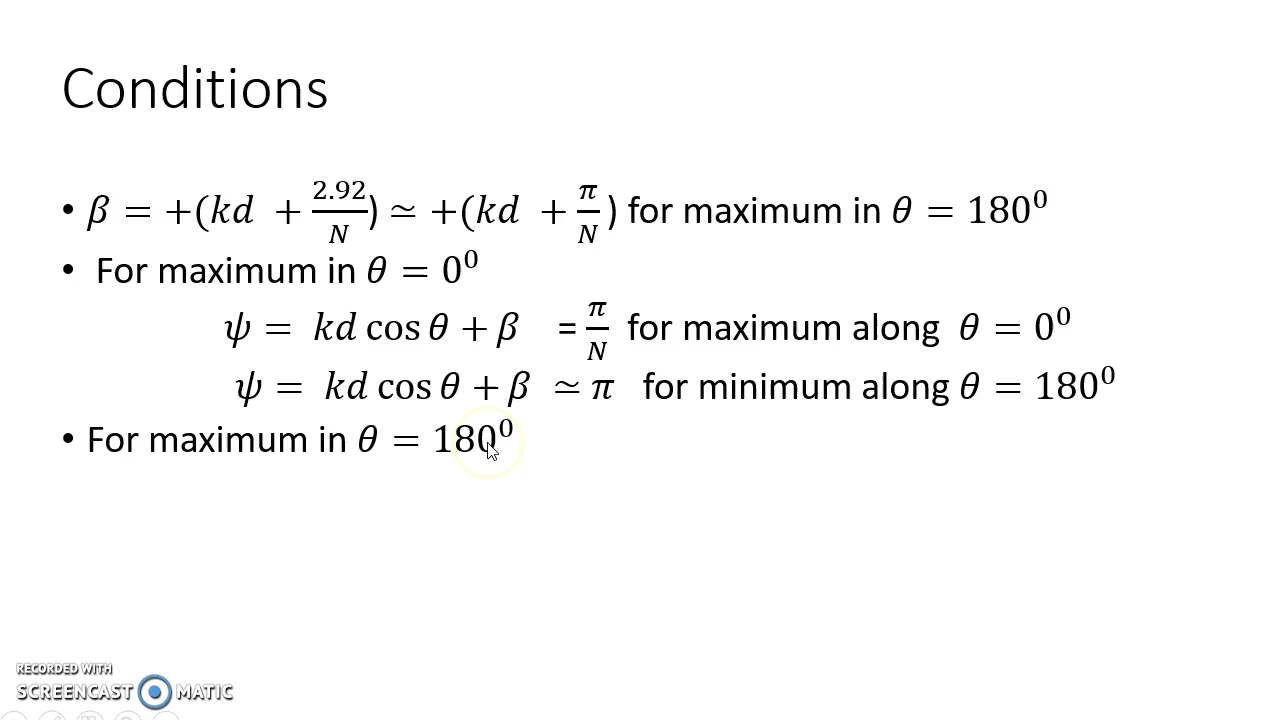 Conditions
• 𝛽 = +(𝑘𝑑 + 2.92/𝑁) ≃ +(𝑘𝑑 + 𝜋/𝑁) for maximum in 𝜃 = 180⁰
• For maximum in 𝜃 = 0⁰
𝜓 = 𝑘𝑑 cos 𝜃 + 𝛽 = 𝜋/𝑁 for maximum along 𝜃 = 0⁰
𝜓 = 𝑘𝑑 cos 𝜃 + 𝛽 ≃ 𝜋 for minimum along 𝜃 = 180⁰
• For maximum in 𝜃 = 180⁰
RECORDED WITH
SCREENCAST MATIC